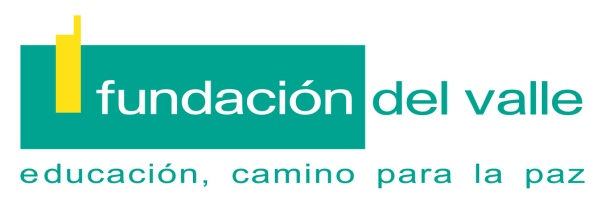 fundación del valle
educación, camino para la paz